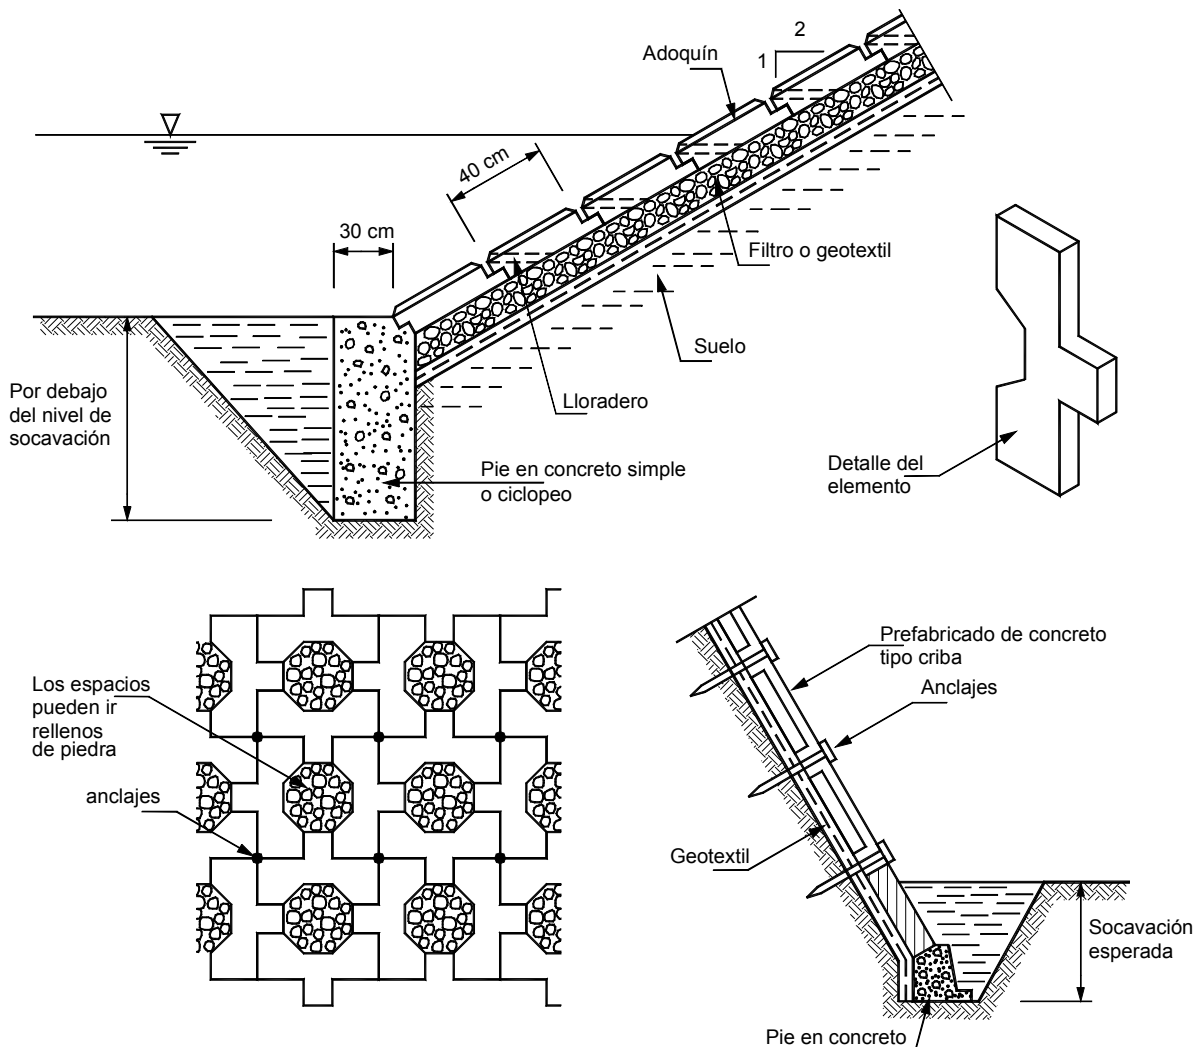 2
1
Adoquín
40 cm
30 cm
Filtro o geotextil
Suelo
Lloradero
Por debajo
del nivel de
socavación
Pie en concreto simple
o ciclopeo
Detalle del
elemento
Los espacios
pueden ir
rellenos
de piedra
anclajes
Prefabricado de concreto
tipo criba
Anclajes
Geotextil
Socavación
esperada
Pie en concreto